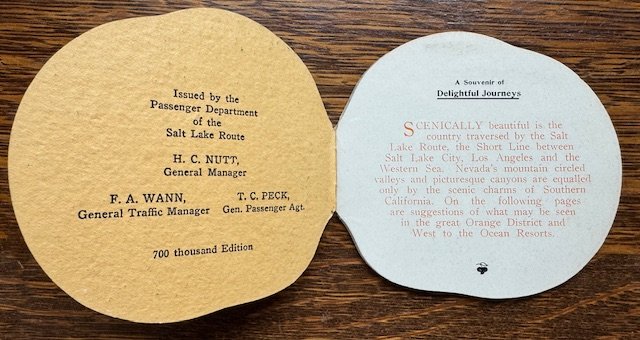 Issued by the
Passenger Department
of the
Salt Lake Route
H. C. NUTT,
General Manager
F. A. WANN,
General Traffic Manager
T. C. PECK,
Gen. Passenger Agt.
700 thousand Edition
A Souvenir of
Delightful Journeys
SCENICALLY beautiful is the
country traversed by the Salt
Lake Route, the Short Line between
Salt Lake City, Los Angeles and the
Western Sea. Nevada's mountain circled
valleys and picturesque canyons are equalled
only by the scenic charms of Southern
California. On the following pages
are suggestions of what may be seen
in the great Orange District and
West to the Ocean Resorts.